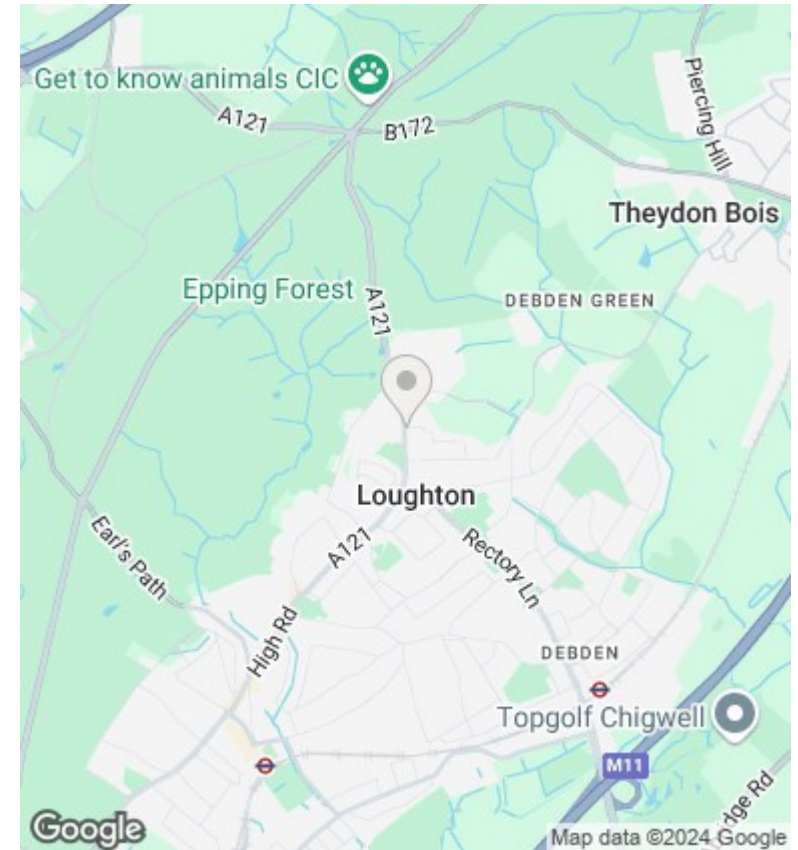 Get to know animals CIC
A121
B172
Piercing Hill
Theydon Bois
Epping Forest
A121
DEBDEN GREEN
Loughton
Earl's Path
A121
Rectory Ln
High Rd
DEBDEN
Topgolf Chigwell
M11
idge Rd
Google
Map data ©2024 Google